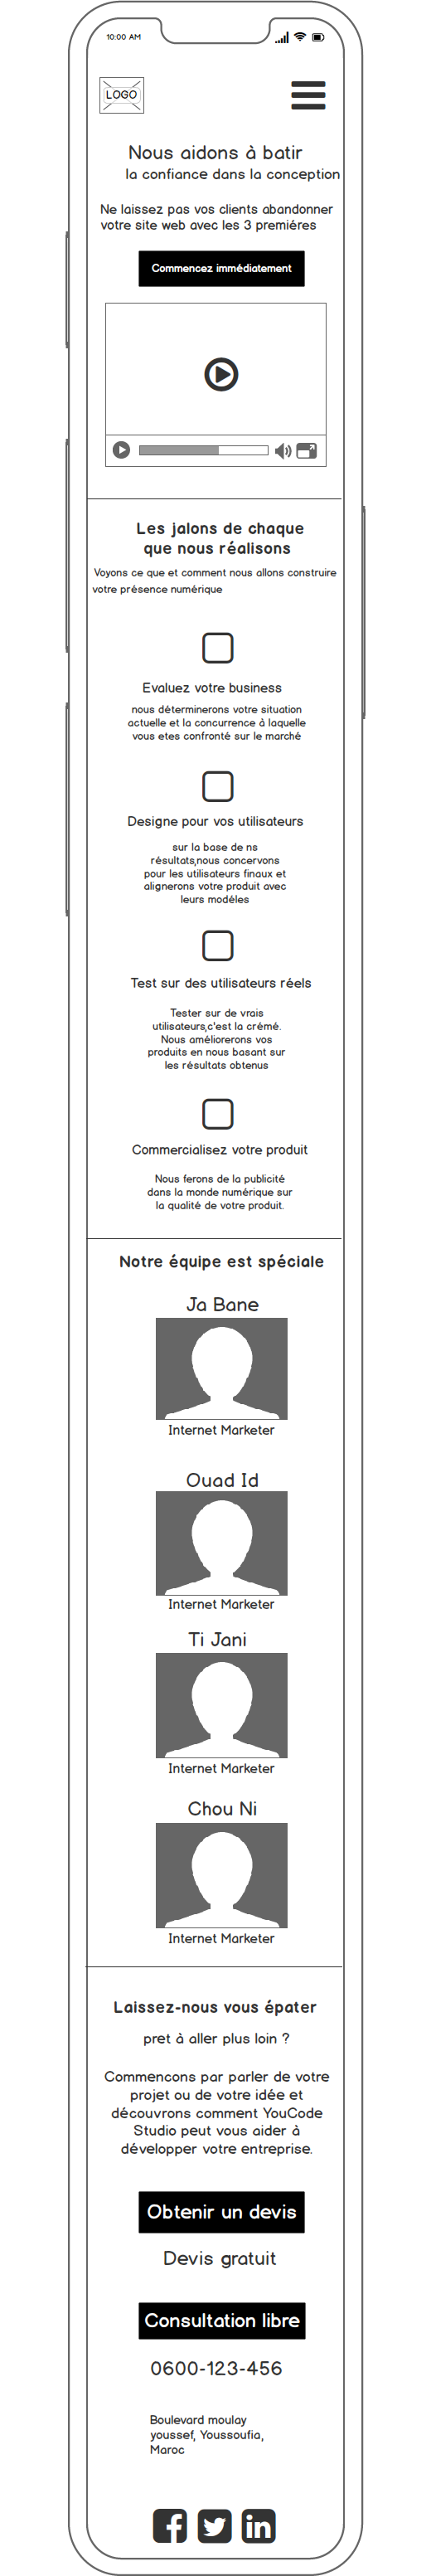 10:00 AM
LOGO
Nous aidons à batir
la confiance dans la conception
Ne laissez pas vos clients abandonner
votre site web avec les 3 premiéres
Commencez immédiatement
Les jalons de chaque
que nous réalisons
Voyons ce que et comment nous allons construire
votre présence numérique
Evaluez votre business
nous déterminerons votre situation
actuelle et la concurrence à laquelle
vous etes confronté sur le marché
Designe pour vos utilisateurs
sur la base de ns
résultats,nous concervons
pour les utilisateurs finaux et
alignerons votre produit avec
leurs modéles
Test sur des utilisateurs réels
Tester sur de vrais
utilisateurs,c'est la crémé.
Nous améliorerons vos
produits en nous basant sur
les résultats obtenus
Commercialisez votre produit
Nous ferons de la publicité
dans la monde numérique sur
la qualité de votre produit.
Notre équipe est spéciale
Ja Bane
Internet Marketer
Ouad Id
Internet Marketer
Ti Jani
Internet Marketer
Chou Ni
Internet Marketer
Laissez-nous vous épater
pret à aller plus loin ?
Commencons par parler de votre
projet ou de votre idée et
découvrons comment YouCode
Studio peut vous aider à
développer votre entreprise.
Obtenir un devis
Devis gratuit
Consultation libre
0600-123-456
Boulevard moulay
youssef, Youssoufia,
Maroc